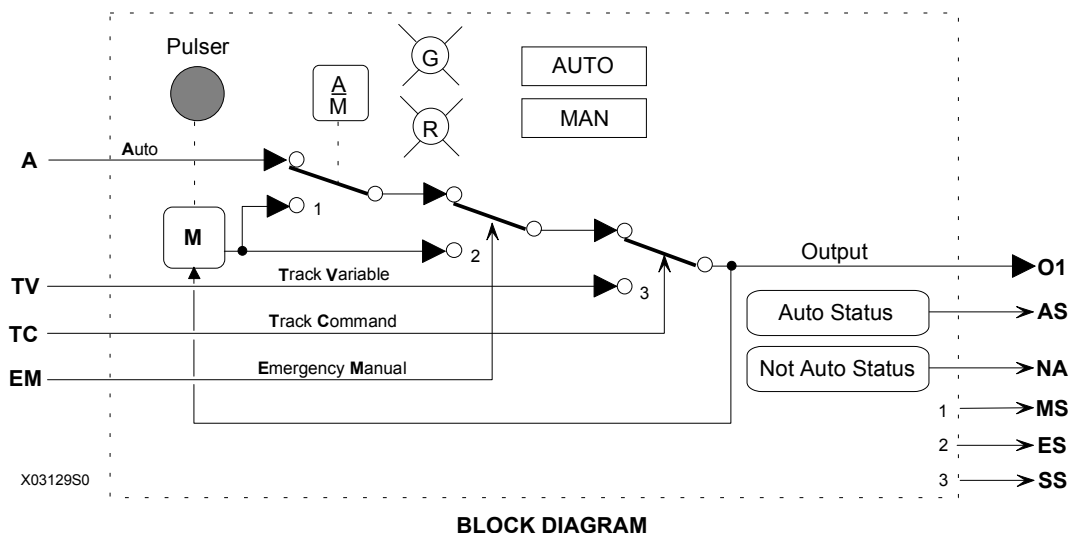 Pulser
A
M
G
R
AUTO
MAN
A
Auto
1
M
2
Output
O1
TV
Track Variable
3
TC
Track Command
Auto Status
AS
EM
Emergency Manual
Not Auto Status
NA
1
MS
2
ES
X03129S0
3
SS
BLOCK DIAGRAM